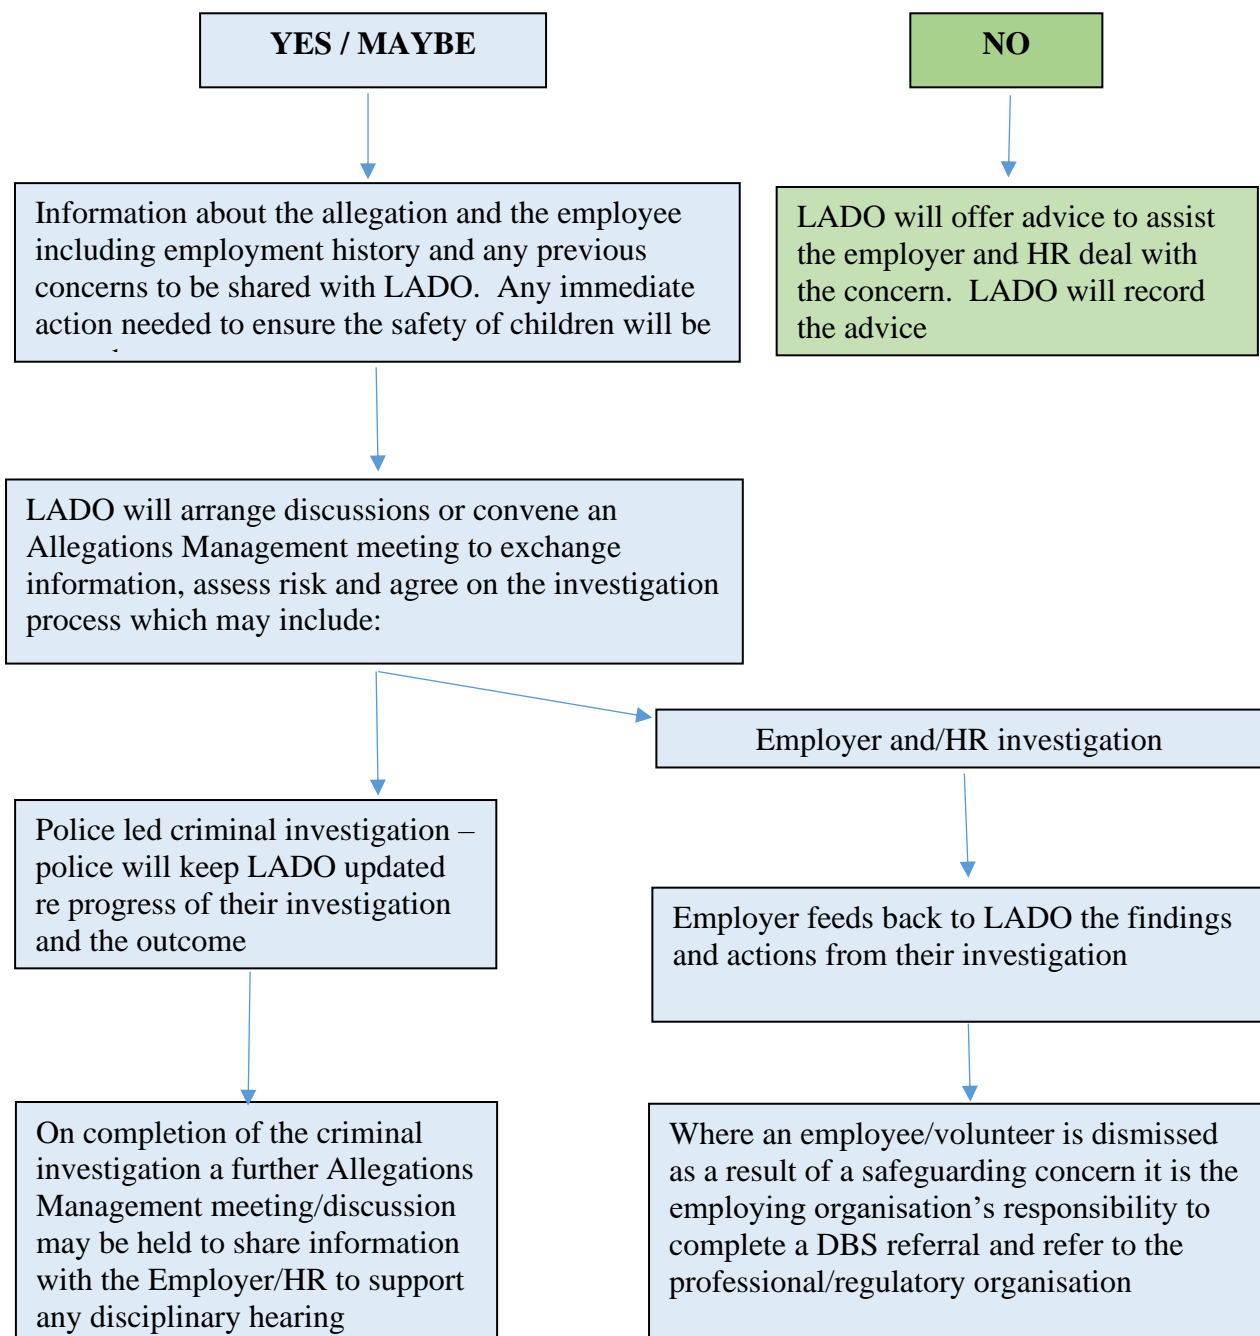 YES / MAYBE
NO
Information about the allegation and the employee
including employment history and any previous
concerns to be shared with LADO.  Any immediate
action needed to ensure the safety of children will be
LADO will offer advice to assist
the employer and HR deal with
the concern.  LADO will record
the advice
LADO will arrange discussions or convene an
Allegations Management meeting to exchange
information, assess risk and agree on the investigation
process which may include:
Employer and/HR investigation
Police led criminal investigation –
police will keep LADO updated
re progress of their investigation
and the outcome
Employer feeds back to LADO the findings
and actions from their investigation
On completion of the criminal
investigation a further Allegations
Management meeting/discussion
may be held to share information
with the Employer/HR to support
any disciplinary hearing
Where an employee/volunteer is dismissed
as a result of a safeguarding concern it is the
employing organisation’s responsibility to
complete a DBS referral and refer to the
professional/regulatory organisation